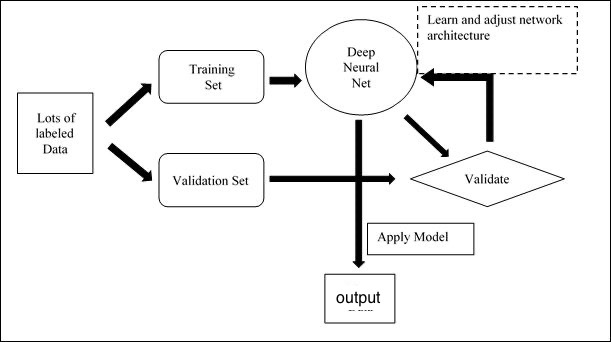 Learn and adjust network
architecture
Deep
Neural
Net
Training
Set
Lots of
labeled
Data
Validation Set
Validate
Apply Model
output